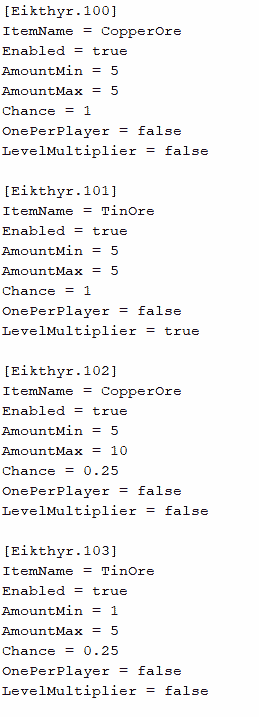 [Eikthyr.100]
ItemName = CopperOre
Enabled = true
AmountMin = 5
AmountMax = 5
Chance = 1
OnePerPlayer = false
LevelMultiplier = false

[Eikthyr.101]
ItemName = TinOre
Enabled = true
AmountMin = 5
AmountMax = 5
Chance = 1
OnePerPlayer = false
LevelMultiplier = true

[Eikthyr.102]
ItemName = CopperOre
Enabled = true
AmountMin = 5
AmountMax = 10
Chance = 0.25
OnePerPlayer = false
LevelMultiplier = false

[Eikthyr.103]
ItemName = TinOre
Enabled = true
AmountMin = 1
AmountMax = 5
Chance = 0.25
OnePerPlayer = false
LevelMultiplier = false